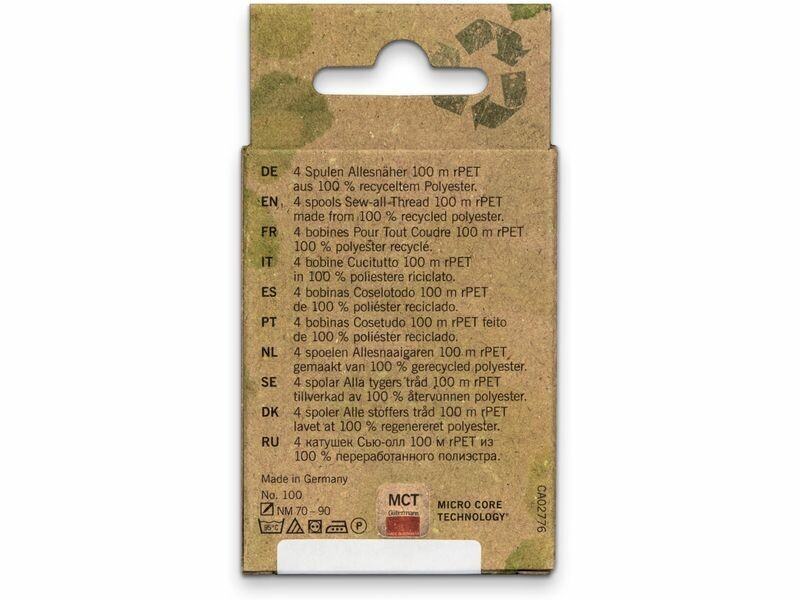 DE 4 Spulen Allesnäher 100 m rPET
aus 100 % recyceltem Polyester.
EN 4 spools Sew-all-Thread 100 m rPET
made from 100 % recycled polyester.
FR 4 bobines Pour Tout Coudre 100 m rPET
100 % polyester recyclé.
IT 4 bobine Cucitutto 100 m rPET
in 100 % poliestere riciclato.
ES 4 bobinas Coselotodo 100 m rPET
de 100 % poliéster reciclado.
PT 4 bobinas Cosetudo 100 m rPET feito
de 100 % poliéster reciclado.
NL 4 spoelen Allesnaaigaren 100 m rPET,
gemaakt van 100 % gerecycled polyester.
SE 4 spolar Alla tygers tråd 100 m rPET
tillverkad av 100 % återvunnen polyester.
DK 4 spoler Alle stoffers tråd 100 m rPET
lavet at 100 % regenereret polyester.
RU 4 катушек Сью-олл 100 м rPET из
100 % переработанного полиэстра.
Made in Germany
No. 100
NM 70 – 90
95°C P
MCT
Gütermann
MADE IN GERMANY
MICRO CORE
TECHNOLOGY®
CA02776